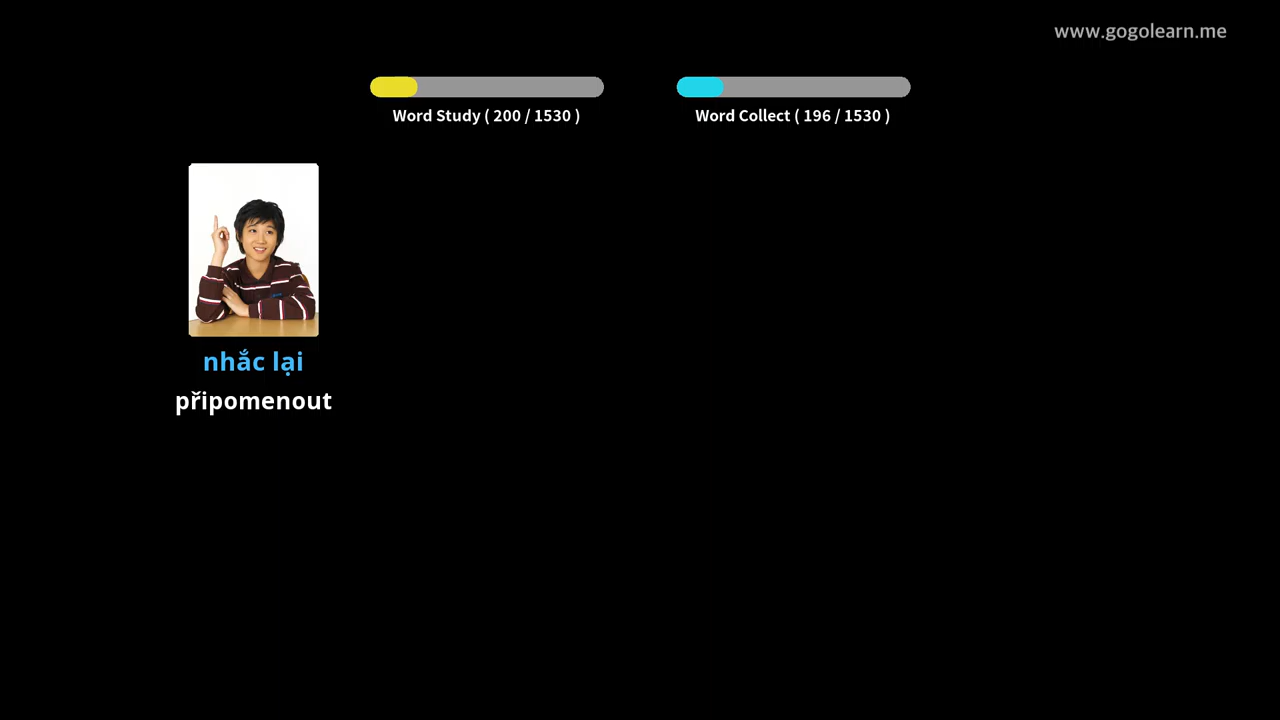 www.gogolearn.me
Word Study ( 200 / 1530 )
Word Collect ( 196 / 1530 )
nhắc lại
připomenout